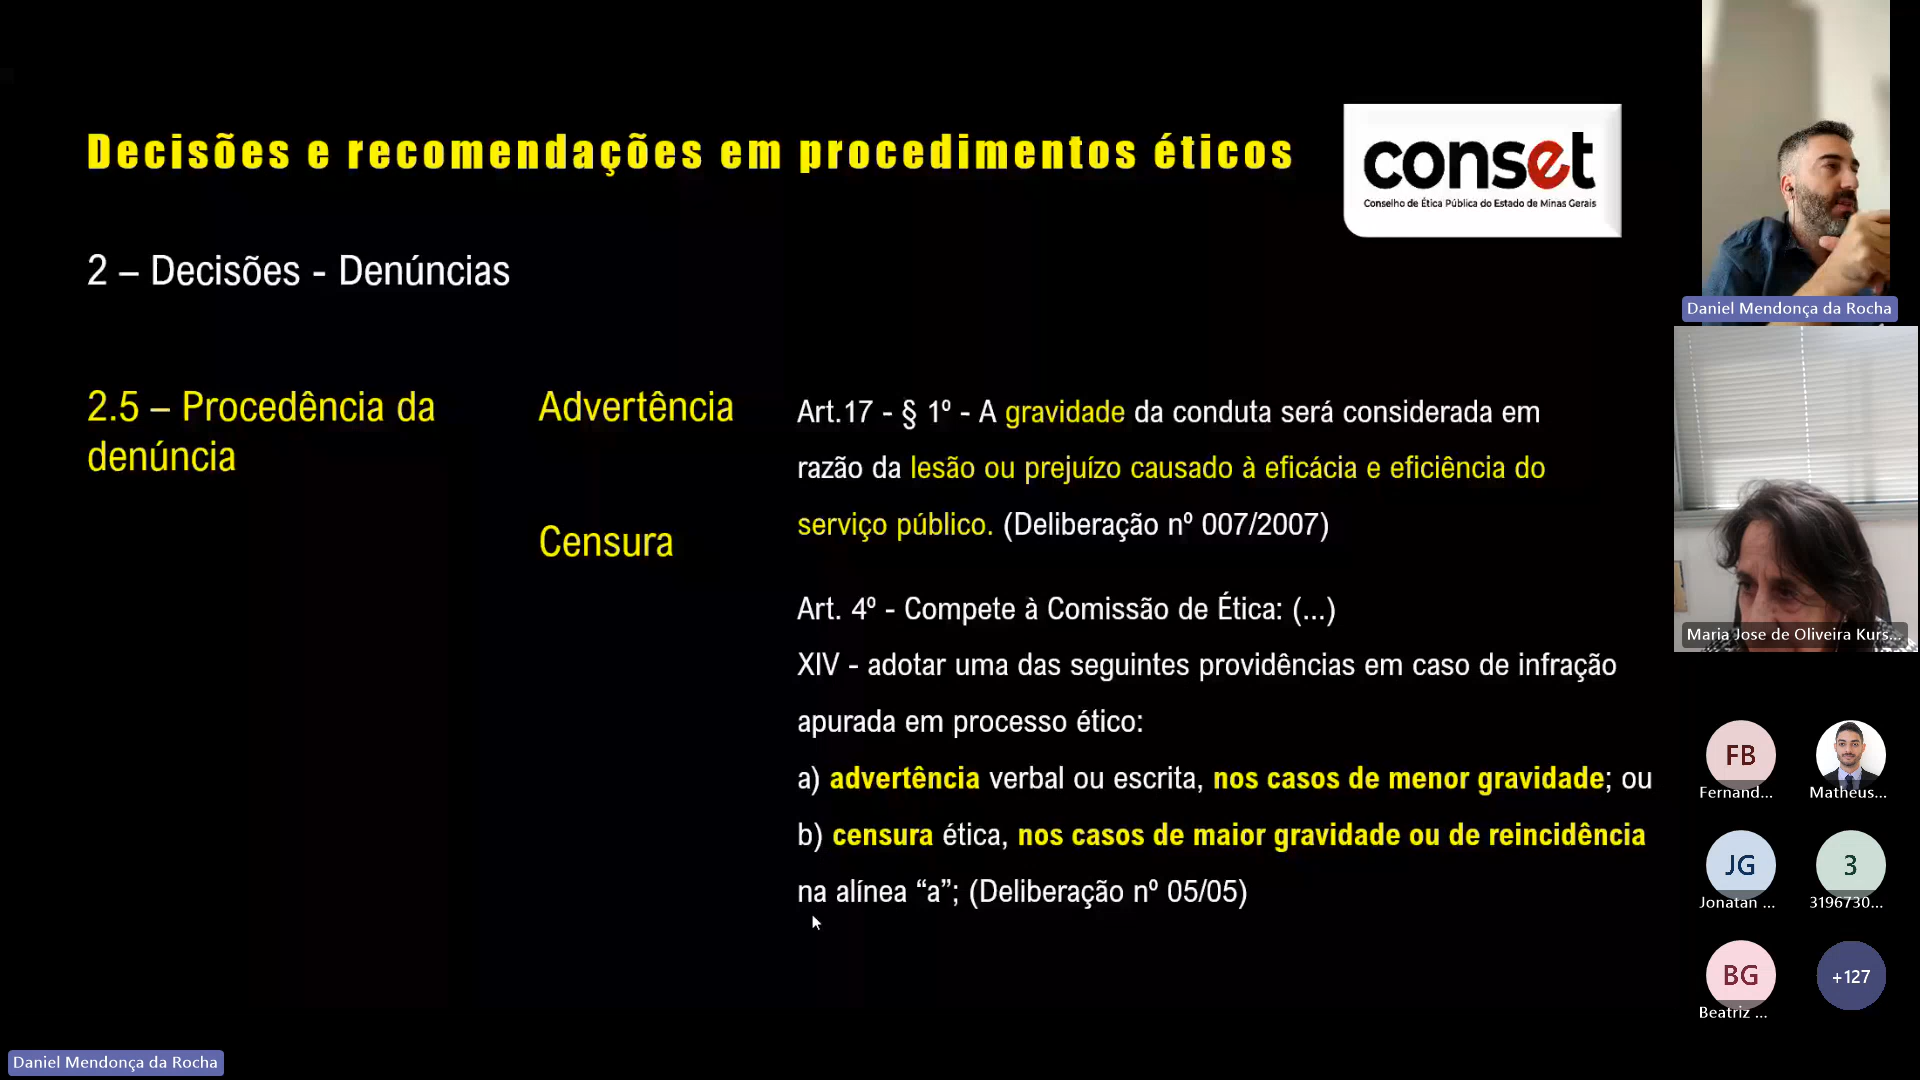 Decisões e recomendações em procedimentos éticos
conset
Conselho de Ética Pública do Estado de Minas Gerais
2 – Decisões - Denúncias
2.5 – Procedência da
denúncia
Advertência
Censura
Art.17 - § 1º - A gravidade da conduta será considerada em
razão da lesão ou prejuízo causado à eficácia e eficiência do
serviço público. (Deliberação nº 007/2007)
Art. 4º - Compete à Comissão de Ética: (...)
XIV - adotar uma das seguintes providências em caso de infração
apurada em processo ético:
a) advertência verbal ou escrita, nos casos de menor gravidade; ou
b) censura ética, nos casos de maior gravidade ou de reincidência
na alínea “a”; (Deliberação nº 05/05)
Daniel Mendonça da Rocha
Maria Jose de Oliveira Kurs...
FB
Fernand...
Matheus...
JG
Jonatan ...
3
3196730...
BG
Beatriz ...
+127
Daniel Mendonça da Rocha